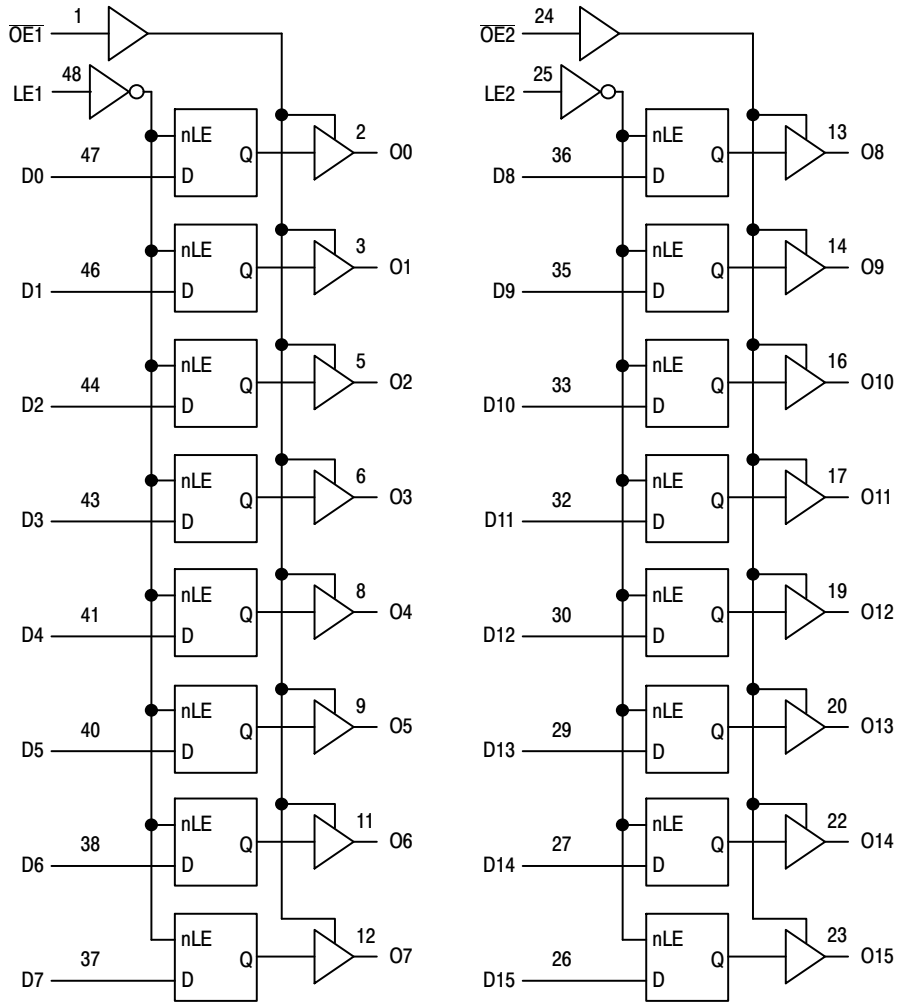 OE1 1
LE1 48
nLE
47
Q
2
O0
D0
D
nLE
46
Q
3
O1
D1
D
nLE
44
Q
5
O2
D2
D
nLE
43
Q
6
O3
D3
D
nLE
41
Q
8
O4
D4
D
nLE
40
Q
9
O5
D5
D
nLE
38
Q
11
O6
D6
D
nLE
37
Q
12
O7
D7
D
OE2 24
LE2 25
nLE
36
Q
13
O8
D8
D
nLE
35
Q
14
O9
D9
D
nLE
33
Q
16
O10
D10
D
nLE
32
Q
17
O11
D11
D
nLE
30
Q
19
O12
D12
D
nLE
29
Q
20
O13
D13
D
nLE
27
Q
22
O14
D14
D
nLE
26
Q
23
O15
D15
D